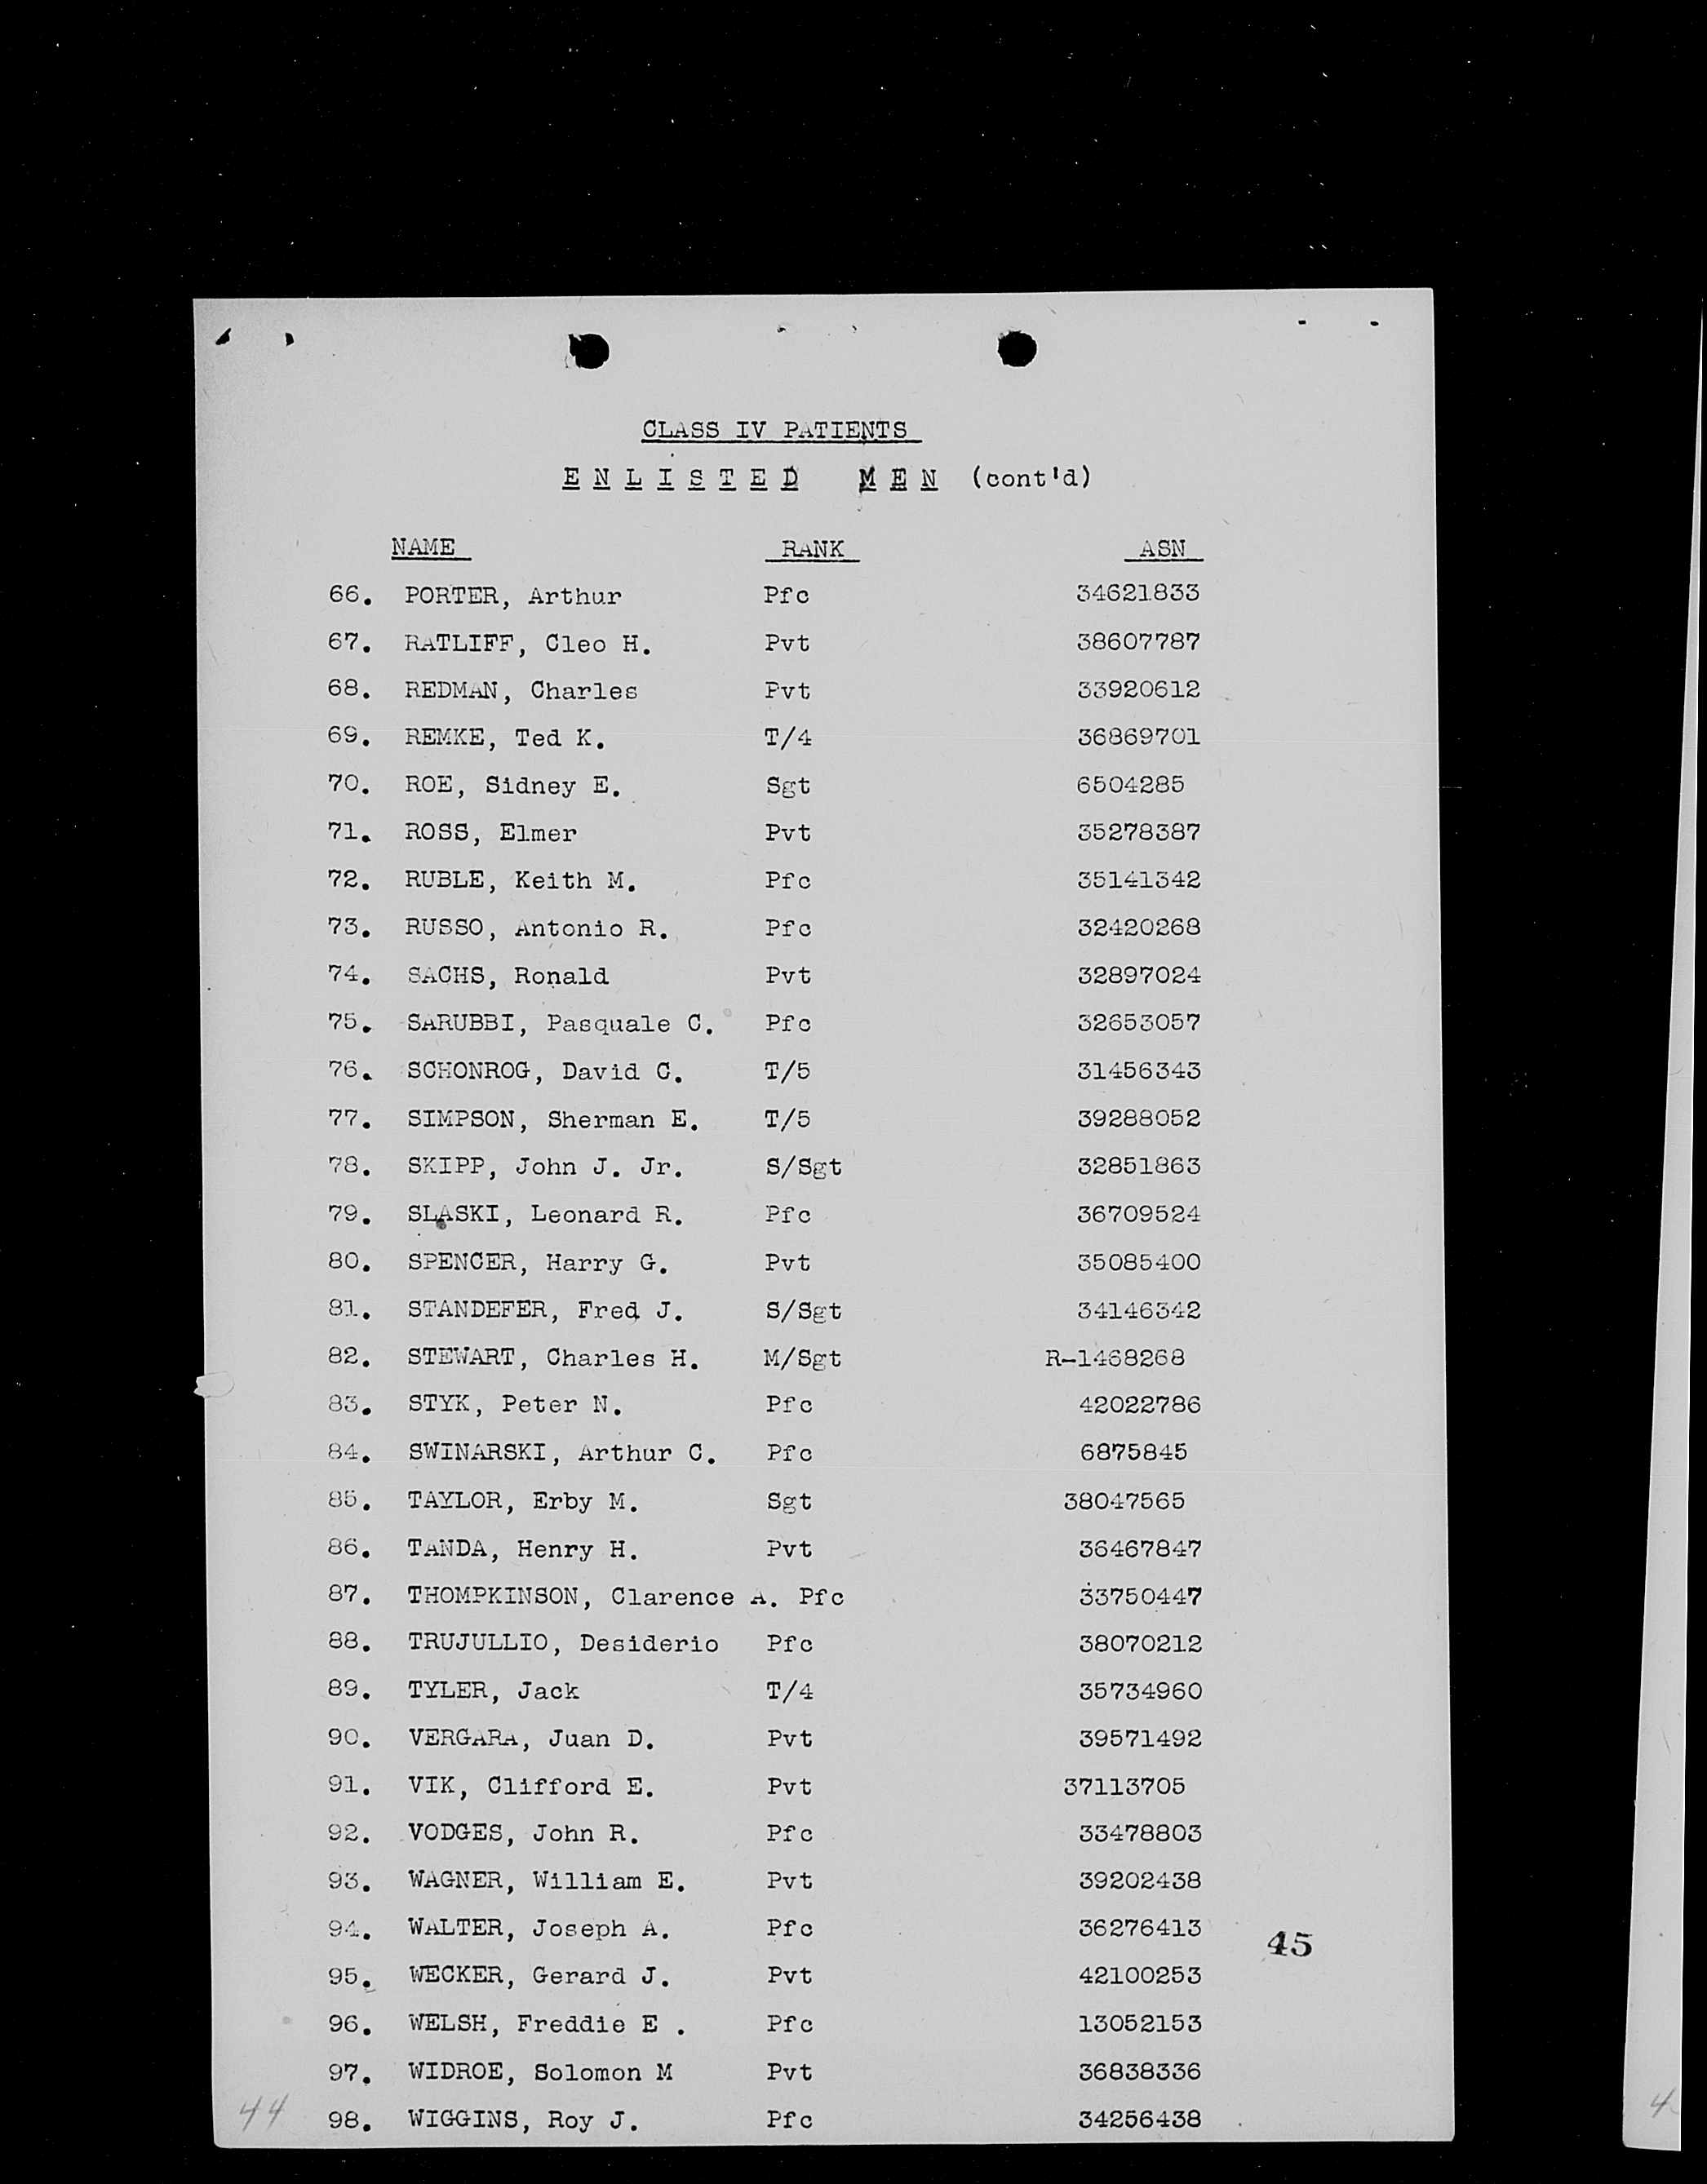 CLASS IV PATIENTS
E N L I S T E D M E N (cont'd)
NAME RANK ASN
66. PORTER, Arthur Pfc 34621833
67. RATLIFF, Cleo H. Pvt 38607787
68. REDMAN, Charles Pvt 33920612
69. REMKE, Ted K. T/4 36869701
70. ROE, Sidney E. Sgt 6504285
71. ROSS, Elmer Pvt 35278387
72. RUBLE, Keith M. Pfc 35141342
73. RUSSO, Antonio R. Pfc 32420268
74. SACHS, Ronald Pvt 32897024
75. SARUBBI, Pasquale C. Pfc 32653057
76. SCHONROG, David C. T/5 31456343
77. SIMPSON, Sherman E. T/5 39288052
78. SKIPP, John J. Jr. S/Sgt 32851863
79. SLASKI, Leonard R. Pfc 36709524
80. SPENCER, Harry G. Pvt 35085400
81. STANDEFER, Fred J. S/Sgt 34146342
82. STEWART, Charles H. M/Sgt R-1468268
83. STYK, Peter N. Pfc 42022786
84. SWINARSKI, Arthur C. Pfc 6875845
85. TAYLOR, Erby M. Sgt 38047565
86. TANDA, Henry H. Pvt 36467847
87. THOMPKINSON, Clarence A. Pfc 33750447
88. TRUJULLIO, Desiderio Pfc 38070212
89. TYLER, Jack T/4 35734960
90. VERGARA, Juan D. Pvt 39571492
91. VIK, Clifford E. Pvt 37113705
92. VODGES, John R. Pfc 33478803
93. WAGNER, William E. Pvt 39202438
94. WALTER, Joseph A. Pfc 36276413
45
95. WECKER, Gerard J. Pvt 42100253
96. WELSH, Freddie E . Pfc 13052153
97. WIDROE, Solomon M Pvt 36838336
44 98. WIGGINS, Roy J. Pfc 34256438
4